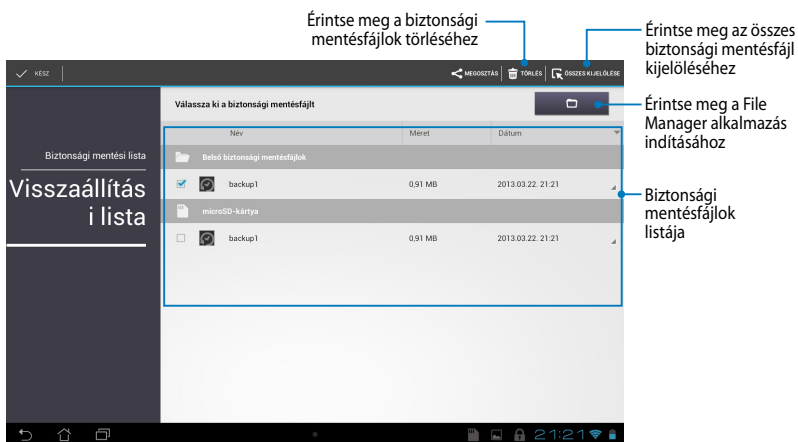 Érintse meg a biztonsági
mentésfájlok törléséhez
Érintse meg az összes
biztonsági mentésfájl
kijelöléséhez
KÉSZ
MEGOSZTÁS
TÖRLÉS
ÖSSZES KIJELÖLÉSE
Válassza ki a biztonsági mentésfájlt
Érintse meg a File
Manager alkalmazás
indításához
Név Méret Dátum
Biztonsági mentési lista
Visszaállítás
i lista
Belső biztonsági mentésfájlok
backup1 0,91 MB 2013.03.22. 21:21
microSD-kártya
backup1 0,91 MB 2013.03.22. 21:21
Biztonsági
mentésfájlok
listája
21:21